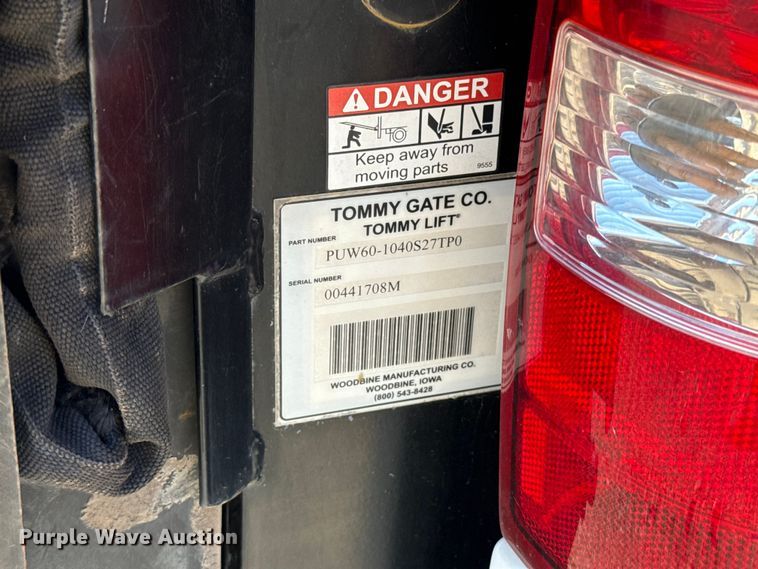 DANGER
Keep away from
moving parts
9555
TOMMY GATE CO.
TOMMY LIFT®
PART NUMBER
PUW60-1040S27TP0
SERIAL NUMBER
00441708M
WOODBINE MANUFACTURING CO.
WOODBINE, IOWA
(800) 543-8428
Purple Wave Auction